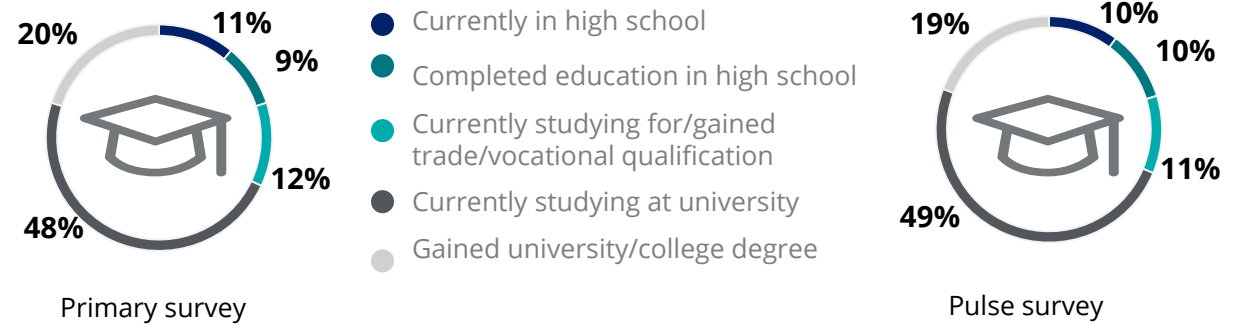 20%
11%
9%
12%
48%
Primary survey
Currently in high school
Completed education in high school
Currently studying for/gained
trade/vocational qualification
Currently studying at university
Gained university/college degree
19%
10%
10%
11%
49%
Pulse survey